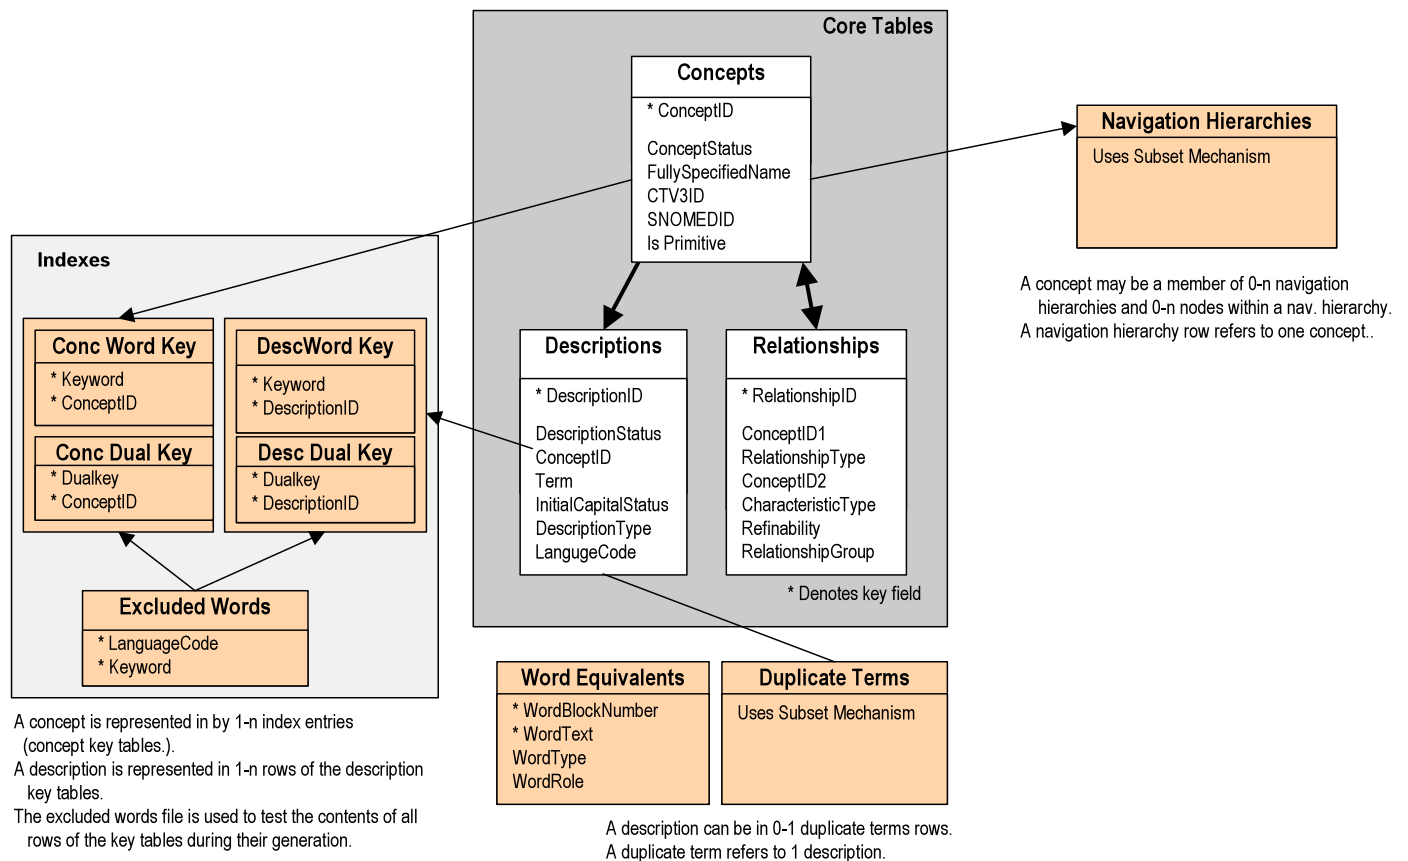 Core Tables
Concepts
* ConceptID
ConceptStatus
FullySpecifiedName
CTV3ID
SNOMEDID
Is Primitive
Navigation Hierarchies
Uses Subset Mechanism
A concept may be a member of 0-n navigation
hierarchies and 0-n nodes within a nav. hierarchy.
A navigation hierarchy row refers to one concept..
Indexes
Conc Word Key
* Keyword
* ConceptID
Conc Dual Key
* Dualkey
* ConceptID
DescWord Key
* Keyword
* DescriptionID
Desc Dual Key
* Dualkey
* DescriptionID
Excluded Words
* LanguageCode
* Keyword
Descriptions
* DescriptionID
DescriptionStatus
ConceptID
Term
InitialCapitalStatus
DescriptionType
LangugeCode
Relationships
* RelationshipID
ConceptID1
RelationshipType
ConceptID2
CharacteristicType
Refinability
RelationshipGroup
* Denotes key field
A concept is represented in by 1-n index entries
(concept key tables.).
A description is represented in 1-n rows of the description
key tables.
The excluded words file is used to test the contents of all
rows of the key tables during their generation.
Word Equivalents
* WordBlockNumber
* WordText
WordType
WordRole
Duplicate Terms
Uses Subset Mechanism
A description can be in 0-1 duplicate terms rows.
A duplicate term refers to 1 description.